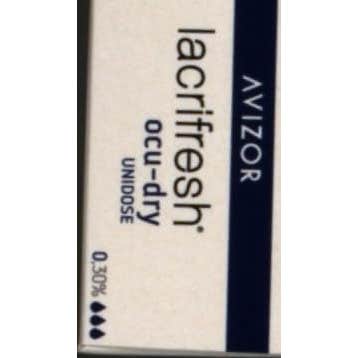 AVIZOR
lacrifresh®
ocu-dry
UNIDOSE
0.30%